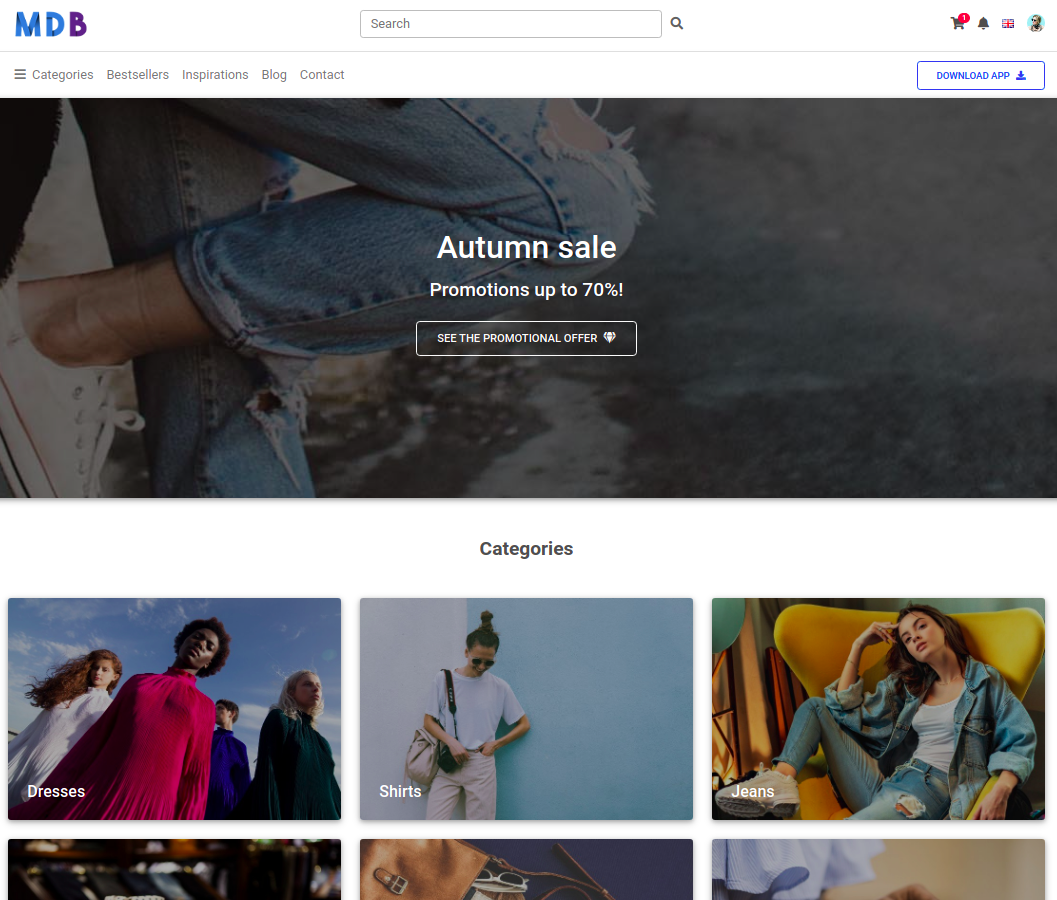 MDB
Search
1
Categories Bestsellers Inspirations Blog Contact
DOWNLOAD APP
Autumn sale
Promotions up to 70%!
SEE THE PROMOTIONAL OFFER
Categories
Dresses
Shirts
Jeans